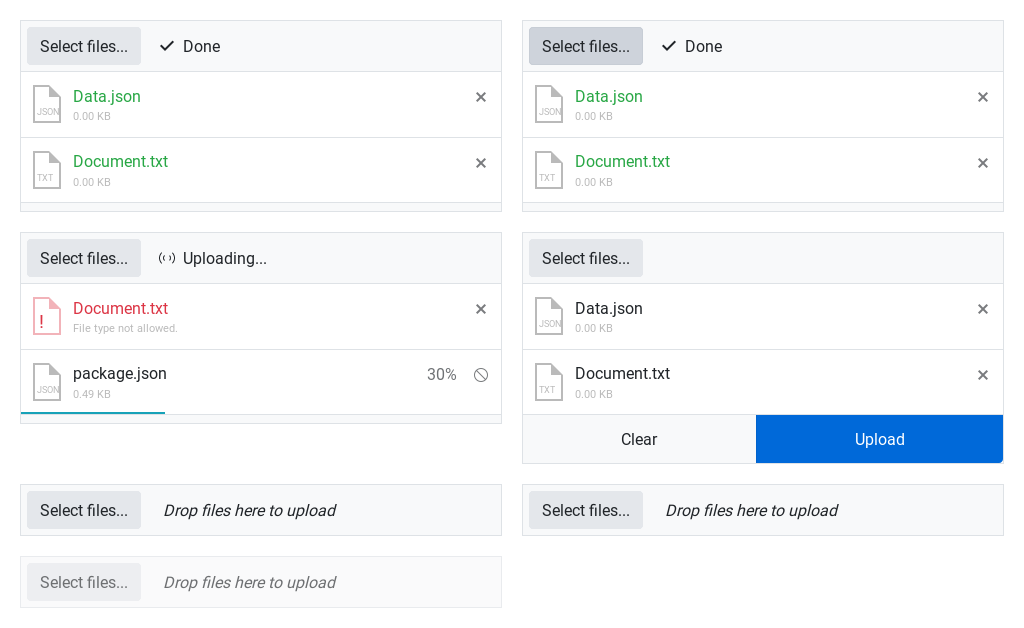 Select files... Done
JSON Data.json
0.00 KB
TXT Document.txt
0.00 KB
Select files... Done
JSON Data.json
0.00 KB
TXT Document.txt
0.00 KB
Select files... Uploading...
! Document.txt
File type not allowed.
JSON package.json 30%
0.49 KB
Select files...
JSON Data.json
0.00 KB
TXT Document.txt
0.00 KB
Clear Upload
Select files... Drop files here to upload
Select files... Drop files here to upload
Select files... Drop files here to upload